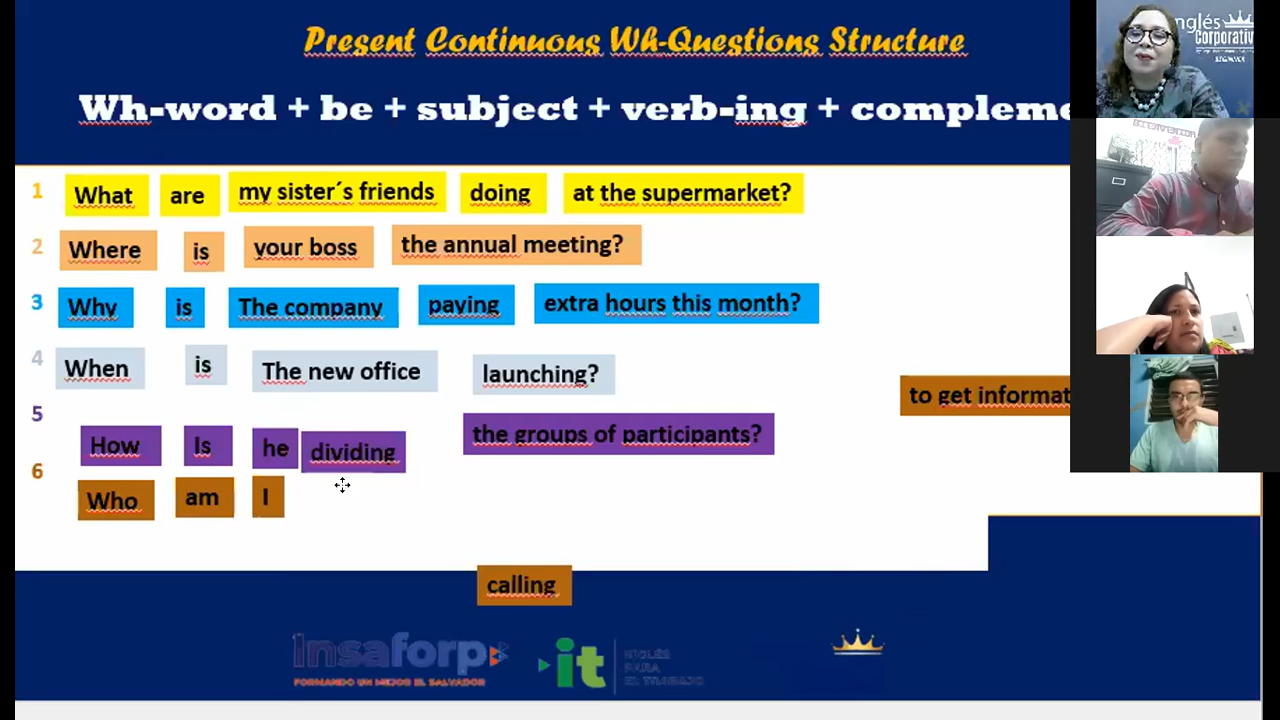 Present Continuous Wh-Questions Structure
Wh-word + be + subject + verb-ing + compleme
1 What are my sister´s friends doing at the supermarket?
2 Where is your boss the annual meeting?
3 Why is The company paying extra hours this month?
4 When is The new office launching?
to get informat
5 How Is he dividing the groups of participants?
6 Who am I
calling
Insaforp
FORMANDO UN MEJOR EL SALVADOR
it
INGLÉS
PARA
EL TRABAJO
Inglés
Corporativ
BIENVENIDA